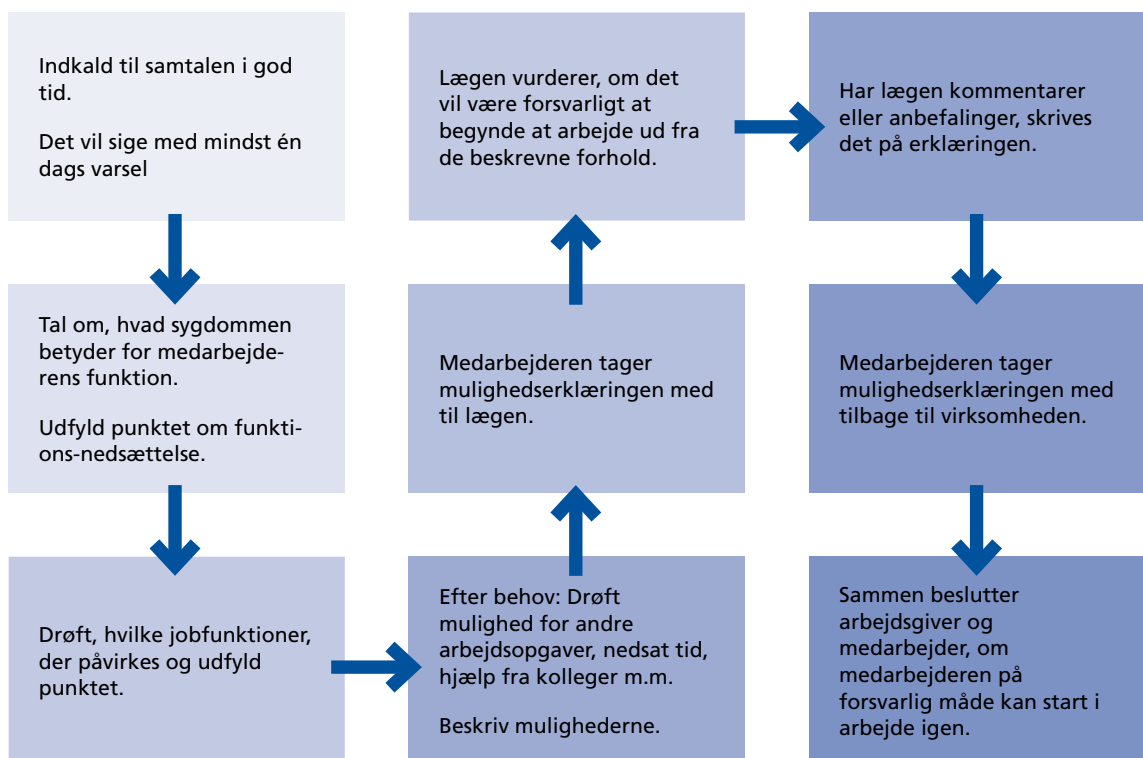 Indkald til samtalen i god
tid.
Det vil sige med mindst én
dags varsel
Tal om, hvad sygdommen
betyder for medarbejde-
rens funktion.
Udfyld punktet om funkti-
ons-nedsættelse.
Drøft, hvilke jobfunktioner,
der påvirkes og udfyld
punktet.
Efter behov: Drøft
mulighed for andre
arbejdsopgaver, nedsat tid,
hjælp fra kolleger m.m.
Beskriv mulighederne.
Medarbejderen tager
mulighedserklæringen med
til lægen.
Lægen vurderer, om det
vil være forsvarligt at
begynde at arbejde ud fra
de beskrevne forhold.
Har lægen kommentarer
eller anbefalinger, skrives
det på erklæringen.
Medarbejderen tager
mulighedserklæringen med
tilbage til virksomheden.
Sammen beslutter
arbejdsgiver og
medarbejder, om
medarbejderen på
forsvarlig måde kan start i
arbejde igen.